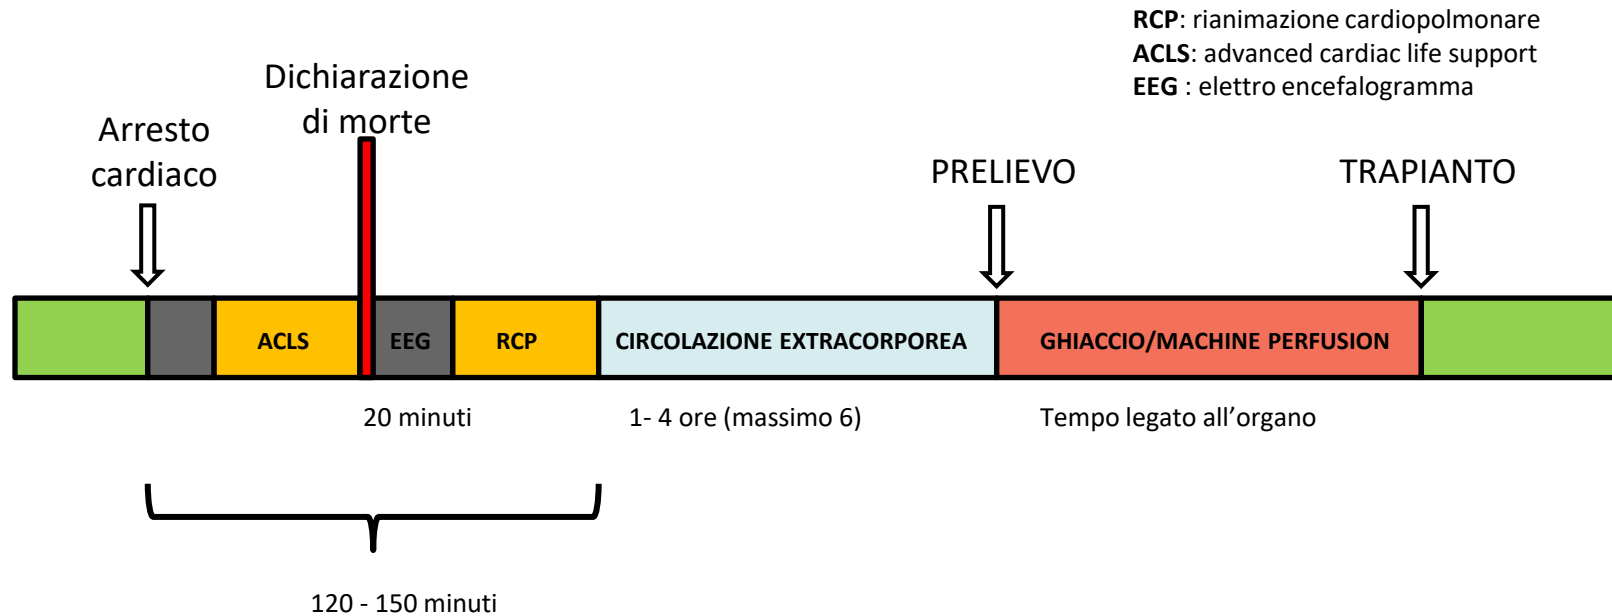 RCP: rianimazione cardiopolmonare
ACLS: advanced cardiac life support
EEG : elettro encefalogramma
Dichiarazione
di morte
Arresto
cardiaco
PRELIEVO
TRAPIANTO
ACLS
EEG
RCP
CIRCOLAZIONE EXTRACORPOREA
GHIACCIO/MACHINE PERFUSION
20 minuti
1- 4 ore (massimo 6)
Tempo legato all’organo
120 - 150 minuti